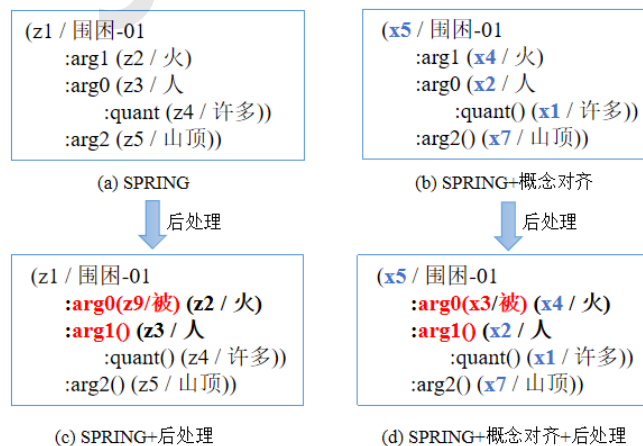 (z1 / 围困-01
:arg1 (z2 / 火)
:arg0 (z3 / 人
:quant (z4 / 许多))
:arg2 (z5 / 山顶))
(a) SPRING
(x5 / 围困-01
:arg1 (x4 / 火)
:arg0 (x2 / 人
:quant() (x1 / 许多))
:arg2() (x7 / 山顶))
(b) SPRING+概念对齐
后处理
后处理
(z1 / 围困-01
:arg0(z9/被) (z2 / 火)
:arg1() (z3 / 人
:quant() (z4 / 许多))
:arg2() (z5 / 山顶))
(c) SPRING+后处理
(x5 / 围困-01
:arg0(x3/被) (x4 / 火)
:arg1() (x2 / 人
:quant() (x1 / 许多))
:arg2() (x7 / 山顶))
(d) SPRING+概念对齐+后处理